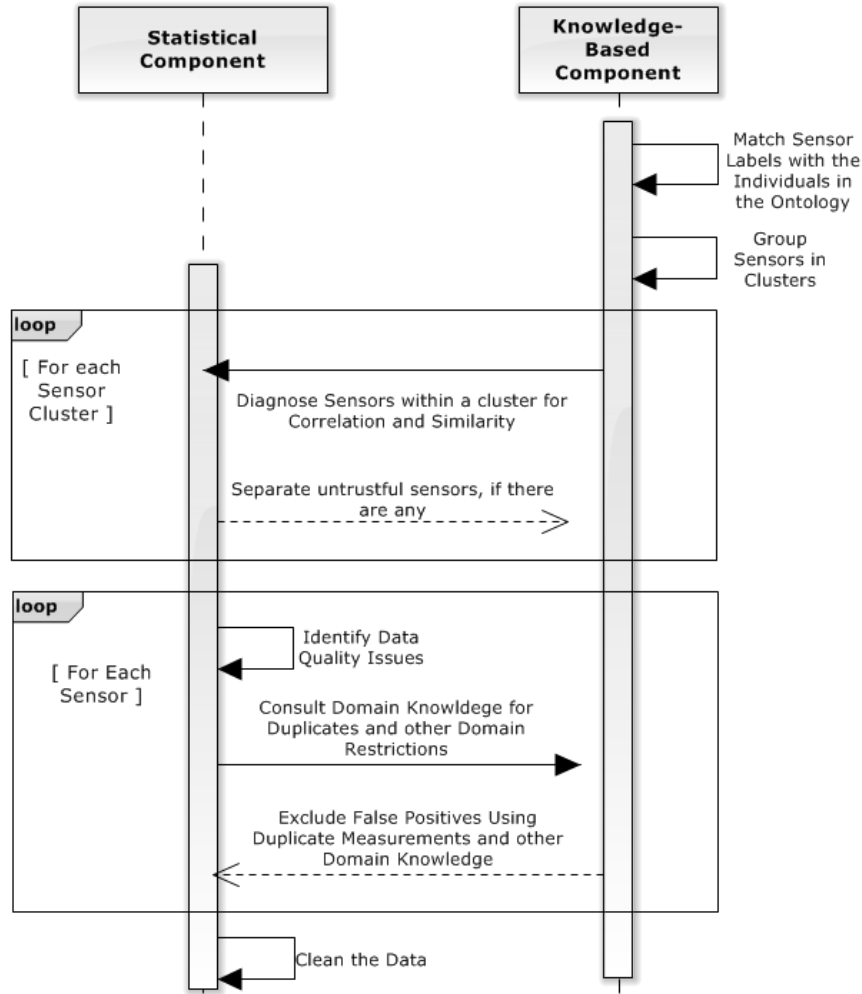 Statistical
Component
Knowledge-
Based
Component
Match Sensor
Labels with the
Individuals in
the Ontology
Group
Sensors in
Clusters
loop
[ For each
Sensor
Cluster ]
Diagnose Sensors within a cluster for
Correlation and Similarity
Separate untrustful sensors, if there
are any
loop
[ For Each
Sensor ]
Identify Data
Quality Issues
Consult Domain Knowldege for
Duplicates and other Domain
Restrictions
Exclude False Positives Using
Duplicate Measurements and other
Domain Knowledge
Clean the Data